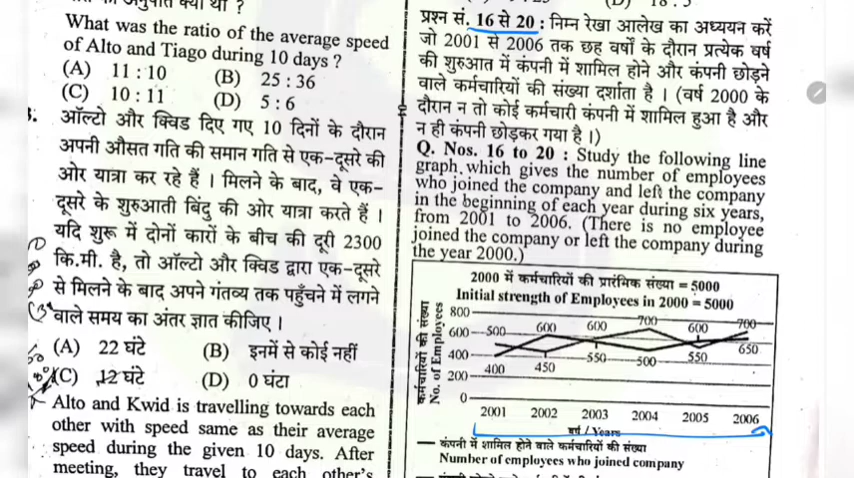 का अनुपात क्या था ?
What was the ratio of the average speed
of Alto and Tiago during 10 days ?
(A) 11 : 10 (B) 25 : 36
(C) 10 : 11 (D) 5 : 6
ऑल्टो और क्विड दिए गए 10 दिनों के दौरान
अपनी औसत गति की समान गति से एक-दूसरे की
ओर यात्रा कर रहे हैं । मिलने के बाद, वे एक-
दूसरे के शुरुआती बिंदु की ओर यात्रा करते हैं ।
यदि शुरू में दोनों कारों के बीच की दूरी 2300
कि.मी. है, तो ऑल्टो और क्विड द्वारा एक-दूसरे
से मिलने के बाद अपने गंतव्य तक पहुँचने में लगने
वाले समय का अंतर ज्ञात कीजिए ।
(A) 22 घंटे (B) इनमें से कोई नहीं
(C) 12 घंटे (D) 0 घंटा
Alto and Kwid is travelling towards each
other with speed same as their average
speed during the given 10 days. After
meeting, they travel to each other's
प्रश्न सं. 16 से 20 : निम्न रेखा आलेख का अध्ययन करें
जो 2001 से 2006 तक छह वर्षों के दौरान प्रत्येक वर्ष
की शुरुआत में कंपनी में शामिल होने और कंपनी छोड़ने
वाले कर्मचारियों की संख्या दर्शाता है । (वर्ष 2000 के
दौरान न तो कोई कर्मचारी कंपनी में शामिल हुआ है और
न ही कंपनी छोड़कर गया है ।)
Q. Nos. 16 to 20 : Study the following line
graph, which gives the number of employees
who joined the company and left the company
in the beginning of each year during six years,
from 2001 to 2006. (There is no employee
joined the company or left the company during
the year 2000.)
2000 में कर्मचारियों की प्रारंभिक संख्या = 5000
Initial strength of Employees in 2000 = 5000
कर्मचारियों की संख्या
No. of Employees
800
600 500 600 600 700 600 700
400 400 450 550 500 550 650
200
0
2001 2002 2003 2004 2005 2006
वर्ष / Years
कंपनी में शामिल होने वाले कर्मचारियों की संख्या
Number of employees who joined company